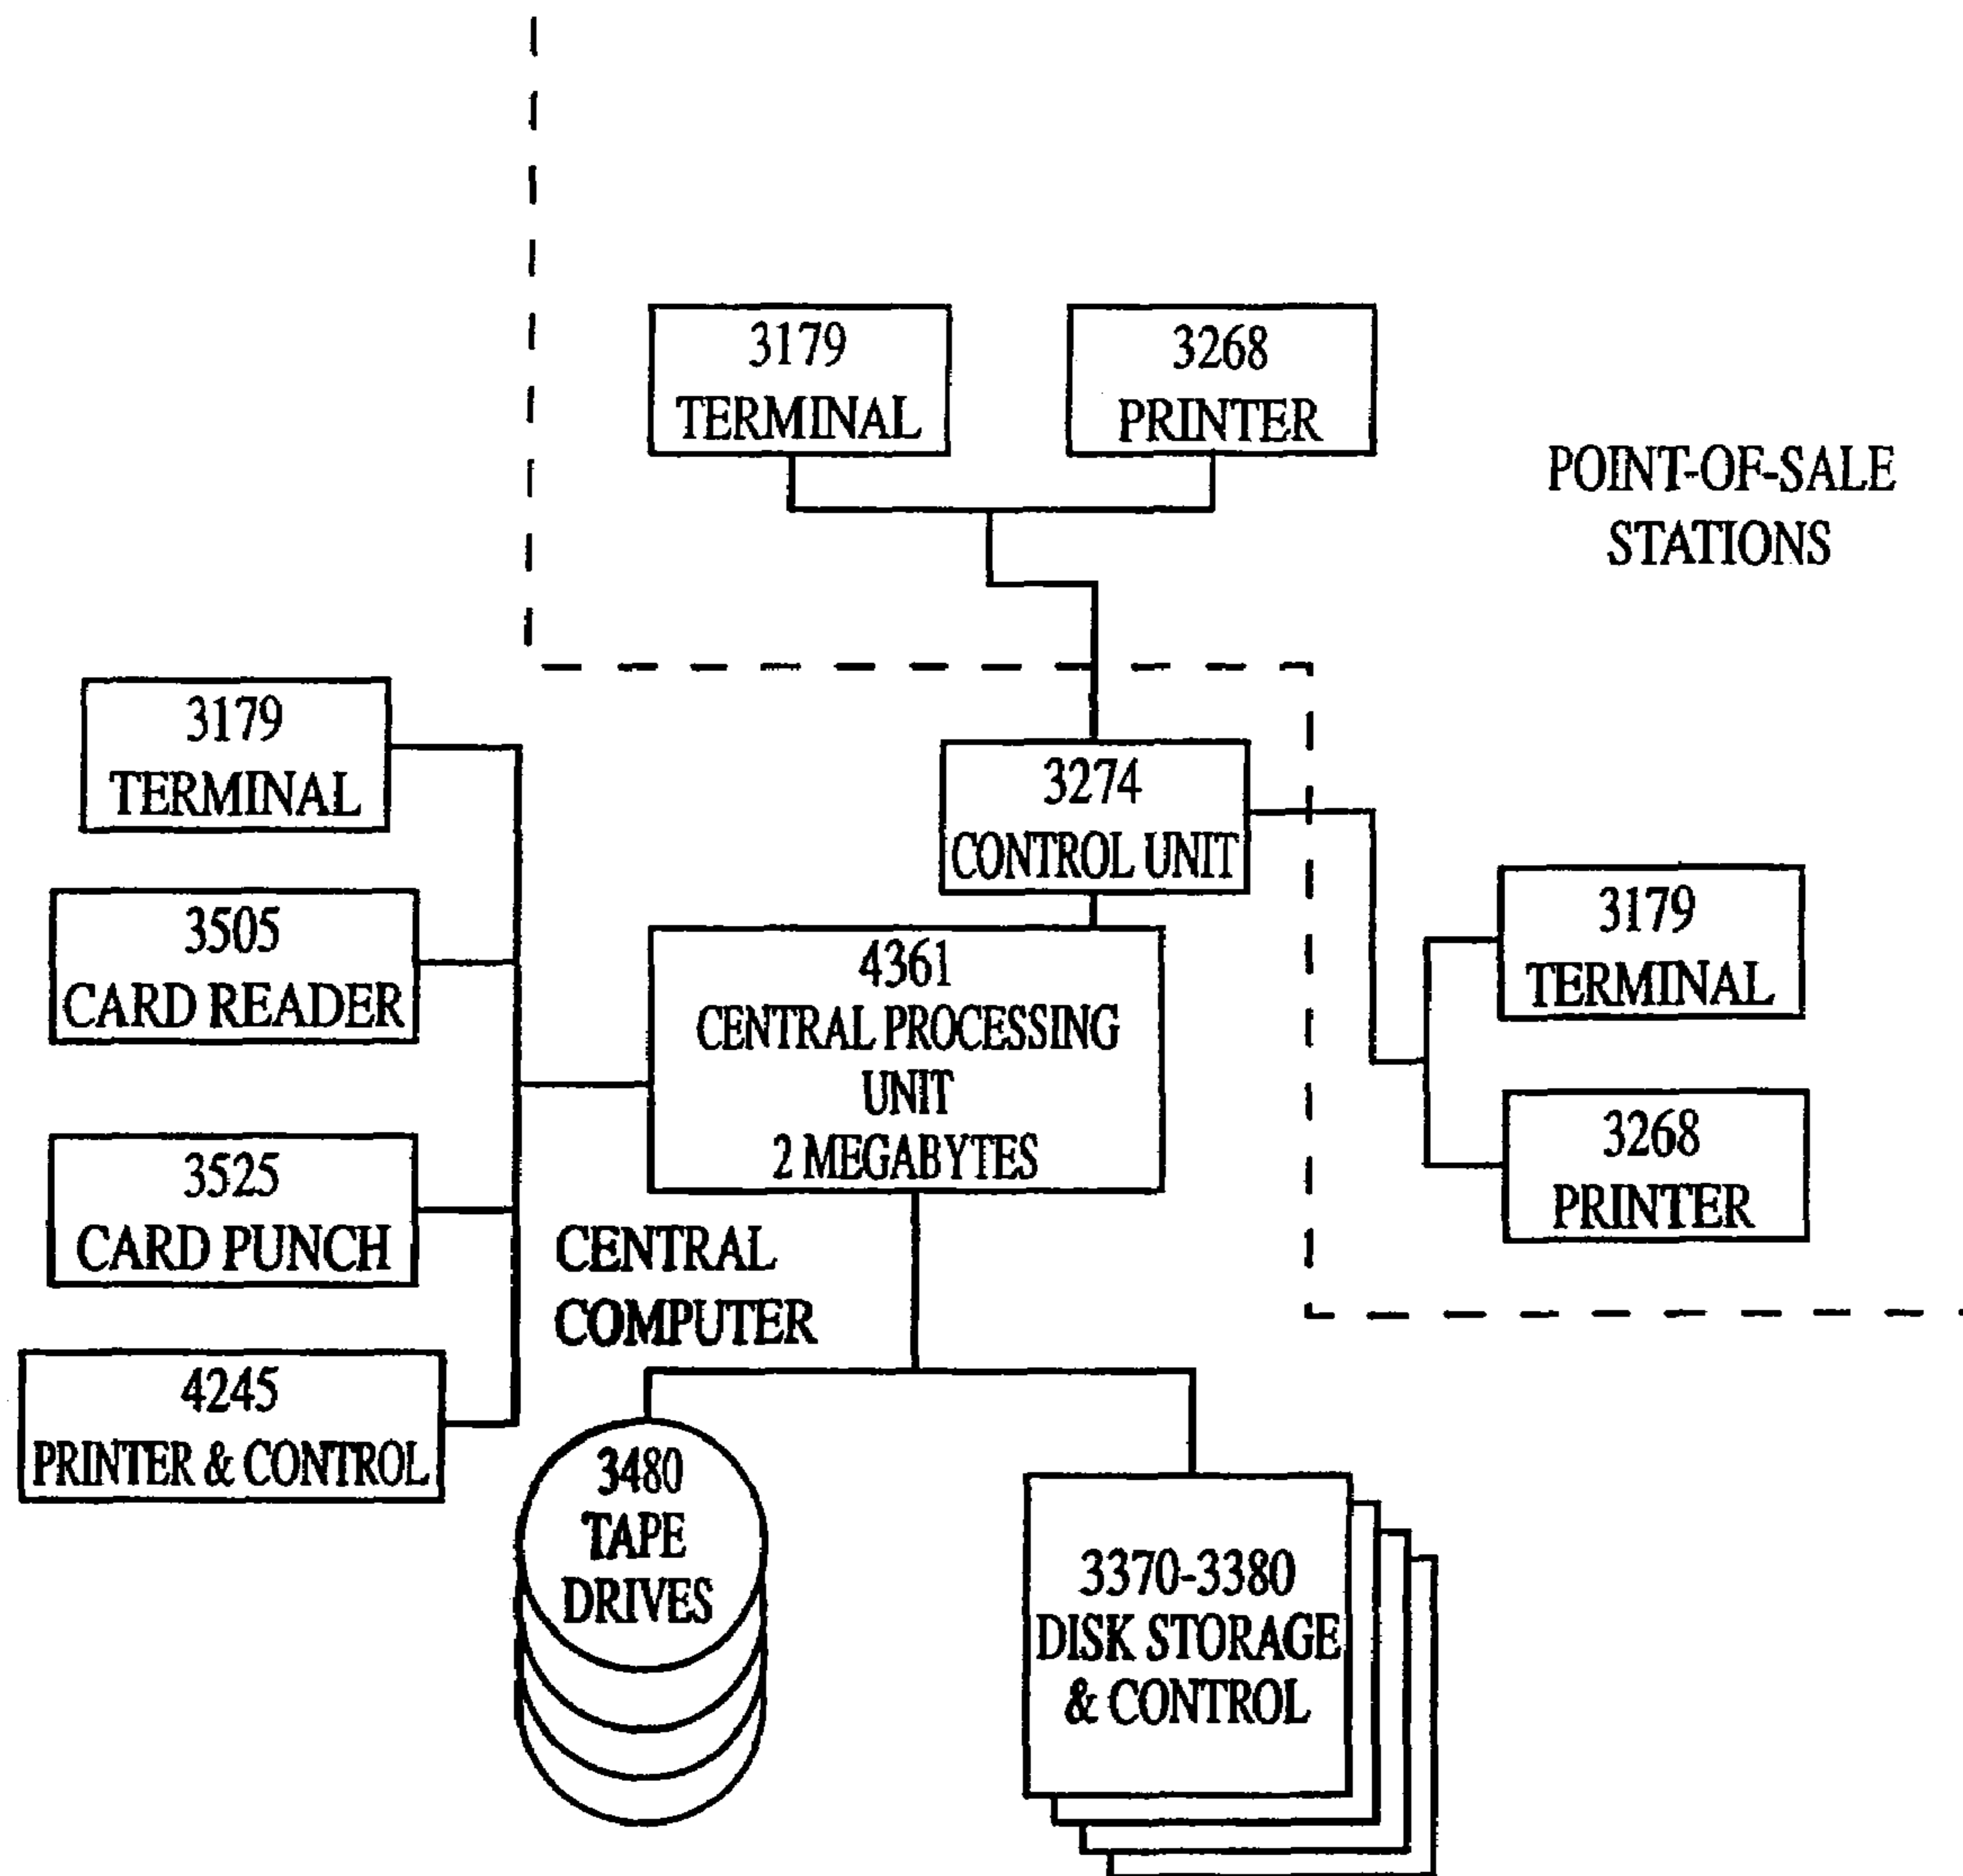 3179
TERMINAL
3268
PRINTER
POINT-OF-SALE
STATIONS
3179
TERMINAL
3274
CONTROL UNIT
3505
CARD READER
4361
CENTRAL PROCESSING
UNIT
2 MEGABYTES
3179
TERMINAL
3268
PRINTER
3525
CARD PUNCH
CENTRAL
COMPUTER
4245
PRINTER & CONTROL
3480
TAPE
DRIVES
3370-3380
DISK STORAGE
& CONTROL